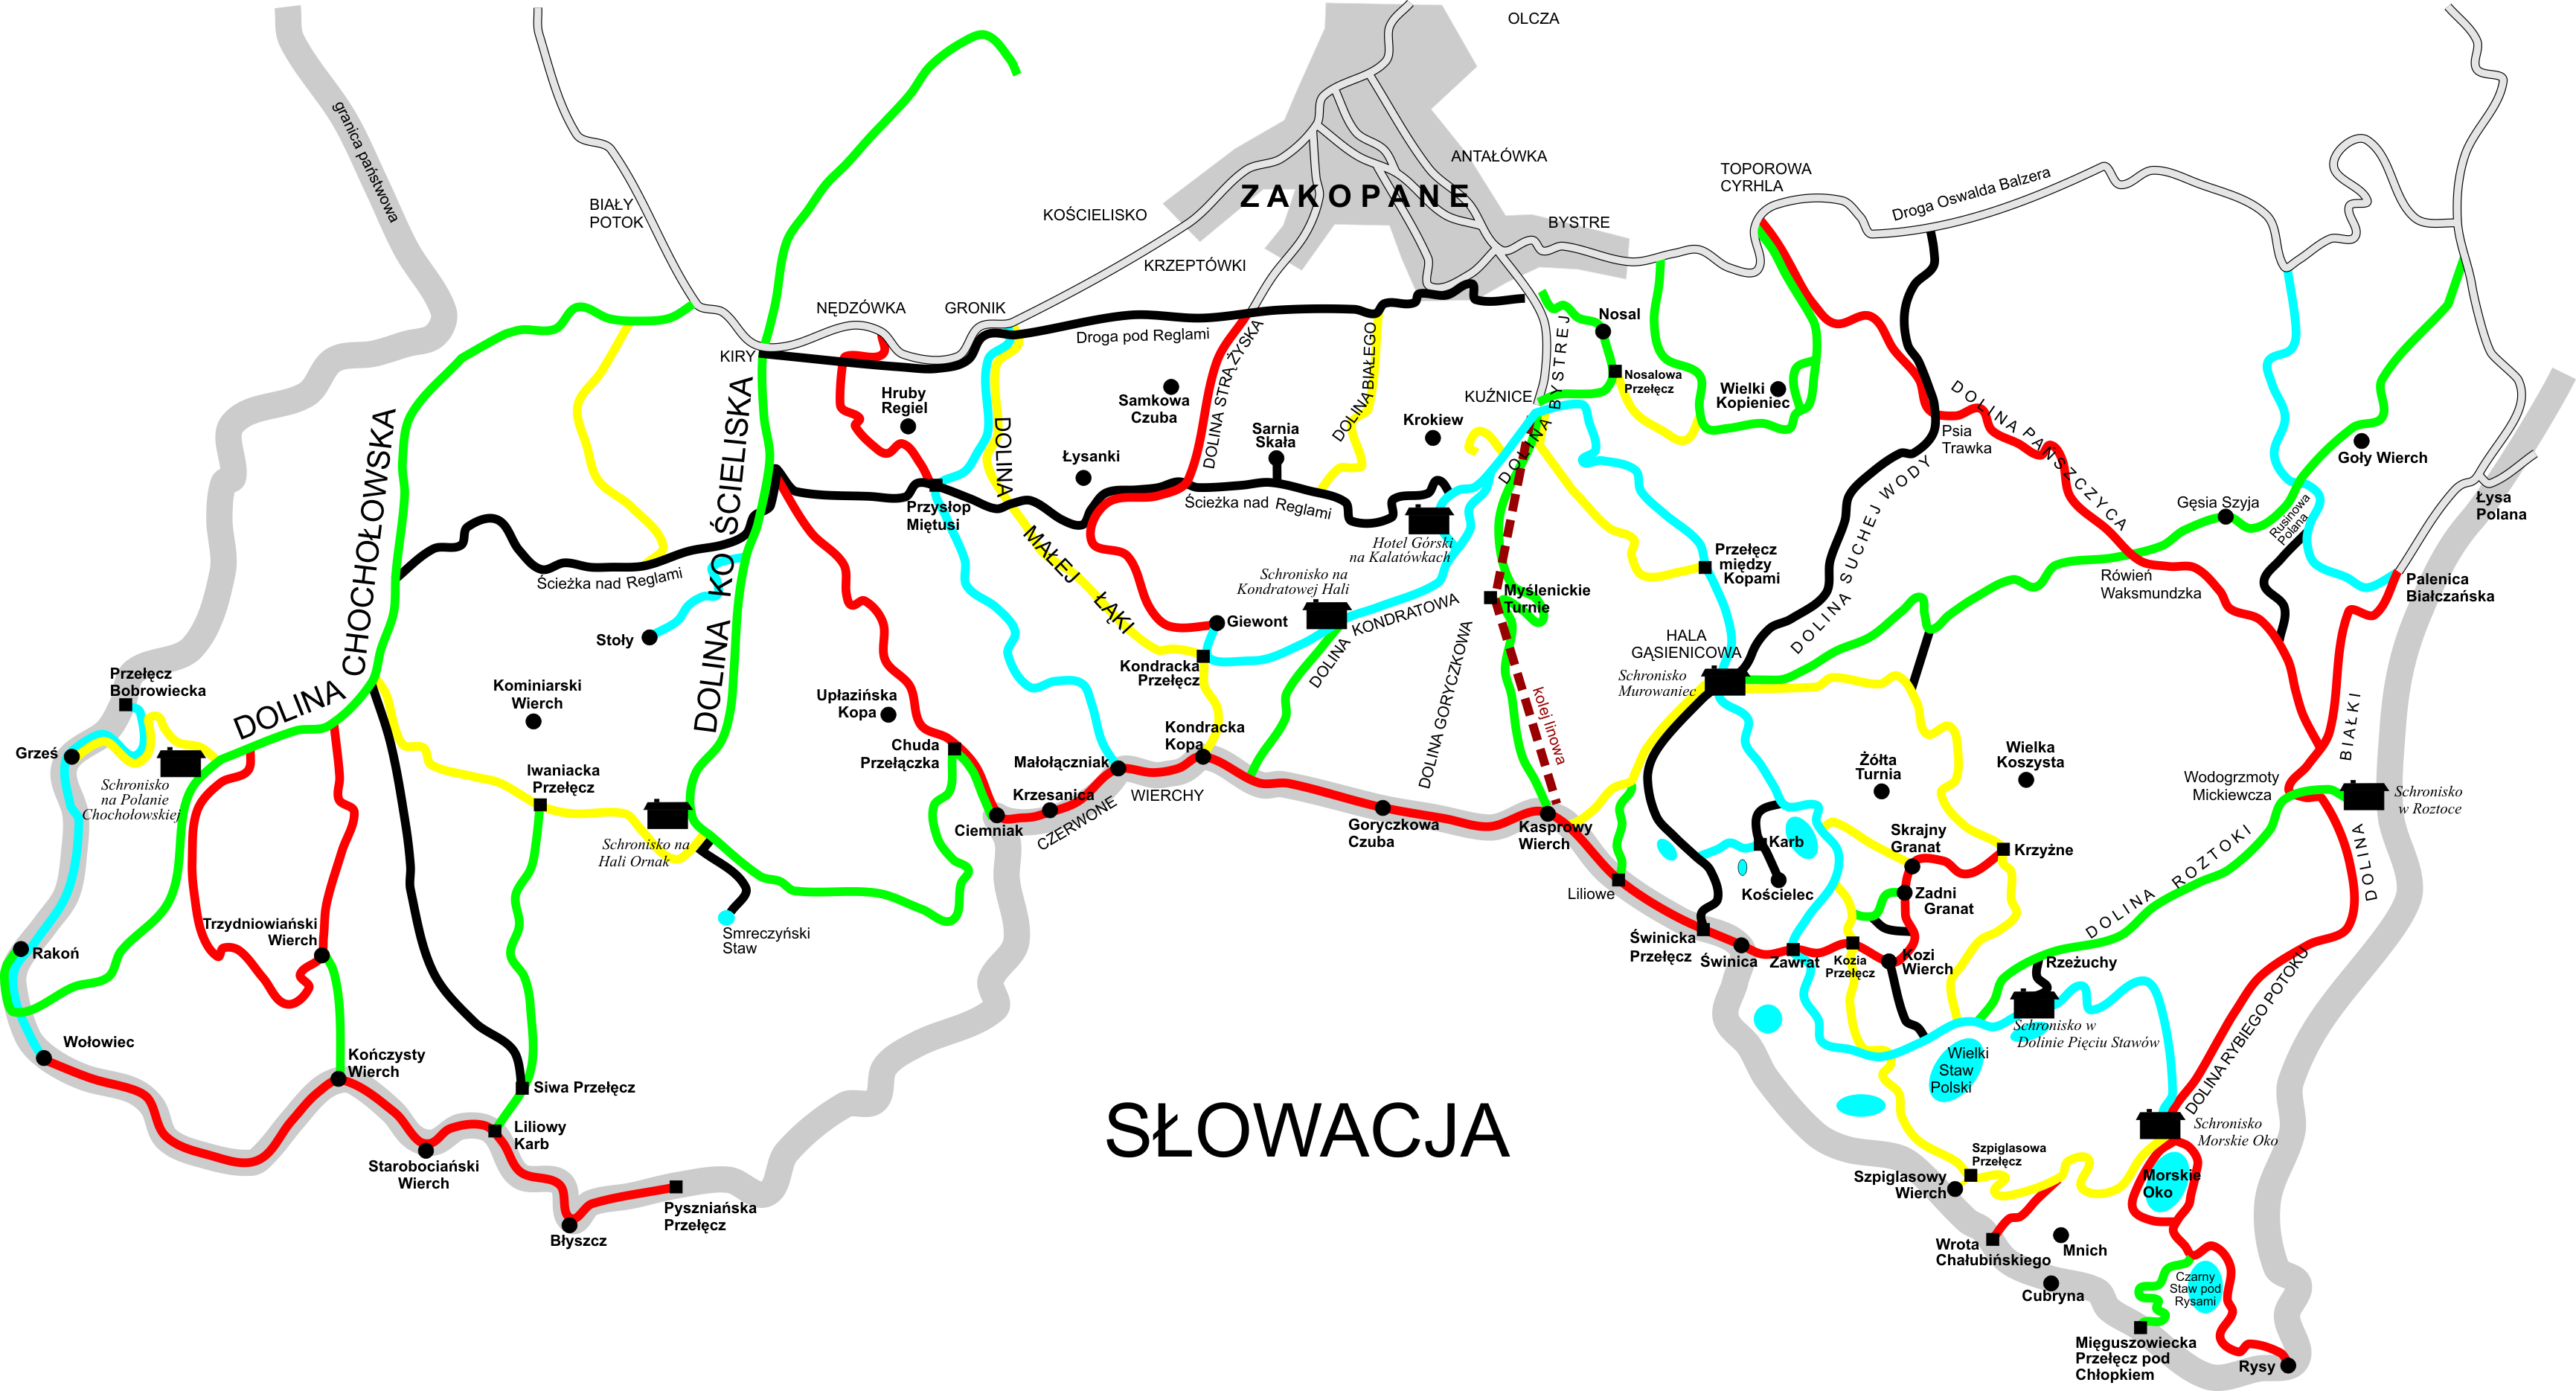 OLCZA
granica państwowa
ANTAŁÓWKA
TOPOROWA
CYRHLA
Droga Oswalda Balzera
ZAKOPANE
BIAŁY
POTOK
KOŚCIELISKO
BYSTRE
KRZEPTÓWKI
NĘDZÓWKA
GRONIK
Droga pod Reglami
KIRY
Nosal
Nosalowa
Przełęcz
Wielki
Kopieniec
KUŹNICE
DOLINA BYSTREJ
DOLINA STRĄŻYSKA
DOLINA BIAŁEGO
Hruby
Regiel
Samkowa
Czuba
Sarnia
Skała
Krokiew
Łysanki
Psia
Trawka
DOLINA PAŃSZCZYCA
Goły Wierch
Gęsia Szyja
Rusinowa
Polana
Łysa
Polana
Palenica
Białczańska
Rówień
Waksmundzka
DOLINA CHOCHOŁOWSKA
DOLINA KOŚCIELISKA
DOLINA MAŁEJ ŁĄKI
Przysłop
Miętusi
Ścieżka nad Reglami
Ścieżka nad Reglami
Hotel Górski
na Kalatówkach
Schronisko na
Kondratowej Hali
DOLINA KONDRATOWA
Myślenickie
Turnie
Przełęcz
między
Kopami
DOLINA SUCHEJ WODY
HALA
GĄSIENICOWA
Schronisko
Murowaniec
Stoły
Giewont
Kondracka
Przełęcz
DOLINA GORYCZKOWA
kolej linowa
Przełęcz
Bobrowiecka
Grześ
Schronisko
na Polanie
Chochołowskiej
Kominiarski
Wierch
Upłazińska
Kopa
Iwaniacka
Przełęcz
Chuda
Przełączka
Kondracka
Kopa
Małołączniak
Krzesanica
Ciemniak
CZERWONE WIERCHY
Goryczkowa
Czuba
Kasprowy
Wierch
Liliowe
Schronisko na
Hali Ornak
Smreczyński
Staw
Żółta
Turnia
Wielka
Koszysta
Wodogrzmoty
Mickiewcza
Schronisko
w Roztoce
DOLINA BIAŁKI
DOLINA ROZTOKI
Karb
Kościelec
Skrajny
Granat
Krzyżne
Zadni
Granat
Świnicka
Przełęcz
Świnica
Zawrat
Kozia
Przełęcz
Kozi
Wierch
Rzeżuchy
Schronisko w
Dolinie Pięciu Stawów
DOLINA RYBIEGO POTOKU
Trzydniowiański
Wierch
Rakoń
Wołowiec
Kończysty
Wierch
Siwa Przełęcz
Liliowy
Karb
Starobociański
Wierch
Błyszcz
Pyszniańska
Przełęcz
SŁOWACJA
Wielki
Staw
Polski
Schronisko
Morskie Oko
Szpiglasowa
Przełęcz
Szpiglasowy
Wierch
Morskie
Oko
Wrota
Chałubińskiego
Mnich
Cubryna
Czarny
Staw pod
Rysami
Mięguszowiecka
Przełęcz pod
Chłopkiem
Rysy